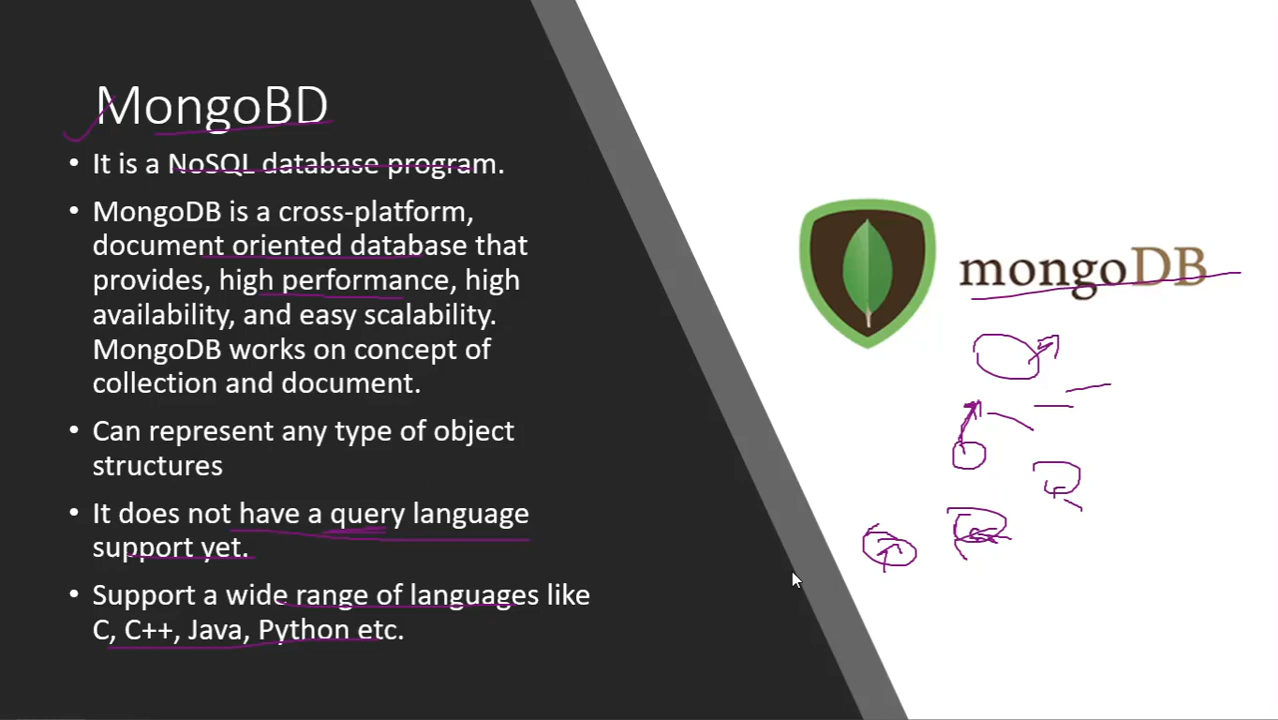 MongoBD
• It is a NoSQL database program.
• MongoDB is a cross-platform,
document oriented database that
provides, high performance, high
availability, and easy scalability.
MongoDB works on concept of
collection and document.
• Can represent any type of object
structures
• It does not have a query language
support yet.
• Support a wide range of languages like
C, C++, Java, Python etc.
mongoDB